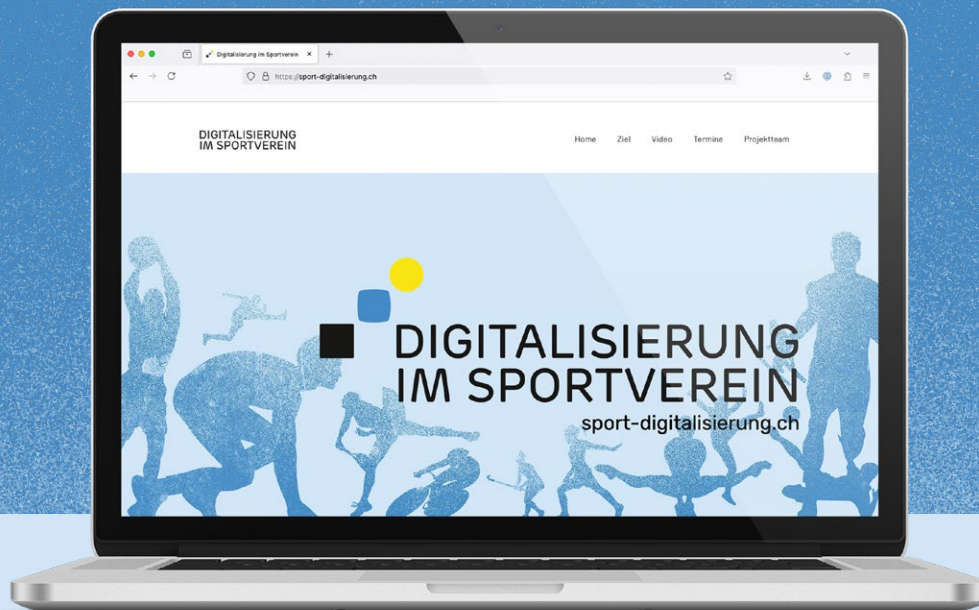 Digitalisierung im Sportverein
https://sport-digitalisierung.ch
DIGITALISIERUNG
IM SPORTVEREIN
Home Ziel Video Termine Projektteam
DIGITALISIERUNG
IM SPORTVEREIN
sport-digitalisierung.ch